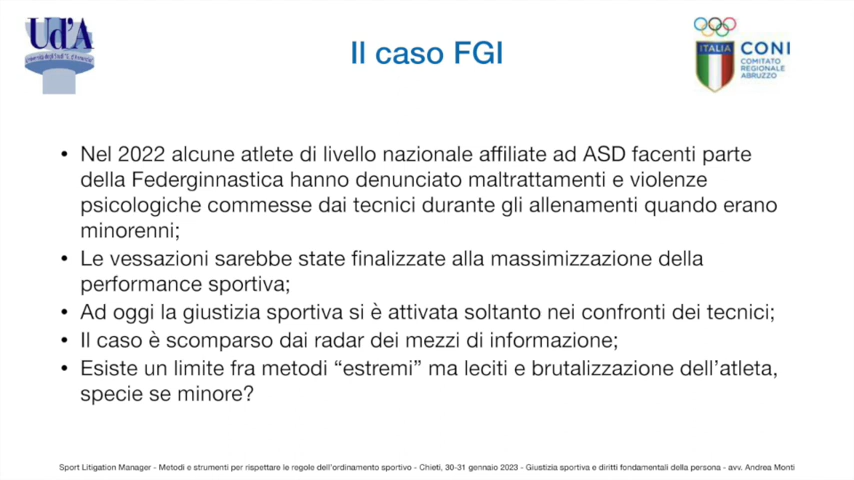 Ud'A
Il caso FGI
ITALIA
CONI
COMITATO
REGIONALE
ABRUZZO
• Nel 2022 alcune atlete di livello nazionale affiliate ad ASD facenti parte
della Federginnastica hanno denunciato maltrattamenti e violenze
psicologiche commesse dai tecnici durante gli allenamenti quando erano
minorenni;
• Le vessazioni sarebbe state finalizzate alla massimizzazione della
performance sportiva;
• Ad oggi la giustizia sportiva si è attivata soltanto nei confronti dei tecnici;
• Il caso è scomparso dai radar dei mezzi di informazione;
• Esiste un limite fra metodi “estremi” ma leciti e brutalizzazione dell’atleta,
specie se minore?
Sport Litigation Manager - Metodi e strumenti per rispettare le regole dell'ordinamento sportivo - Chieti, 30-31 gennaio 2023 - Giustizia sportiva e diritti fondamentali della persona - avv. Andrea Monti